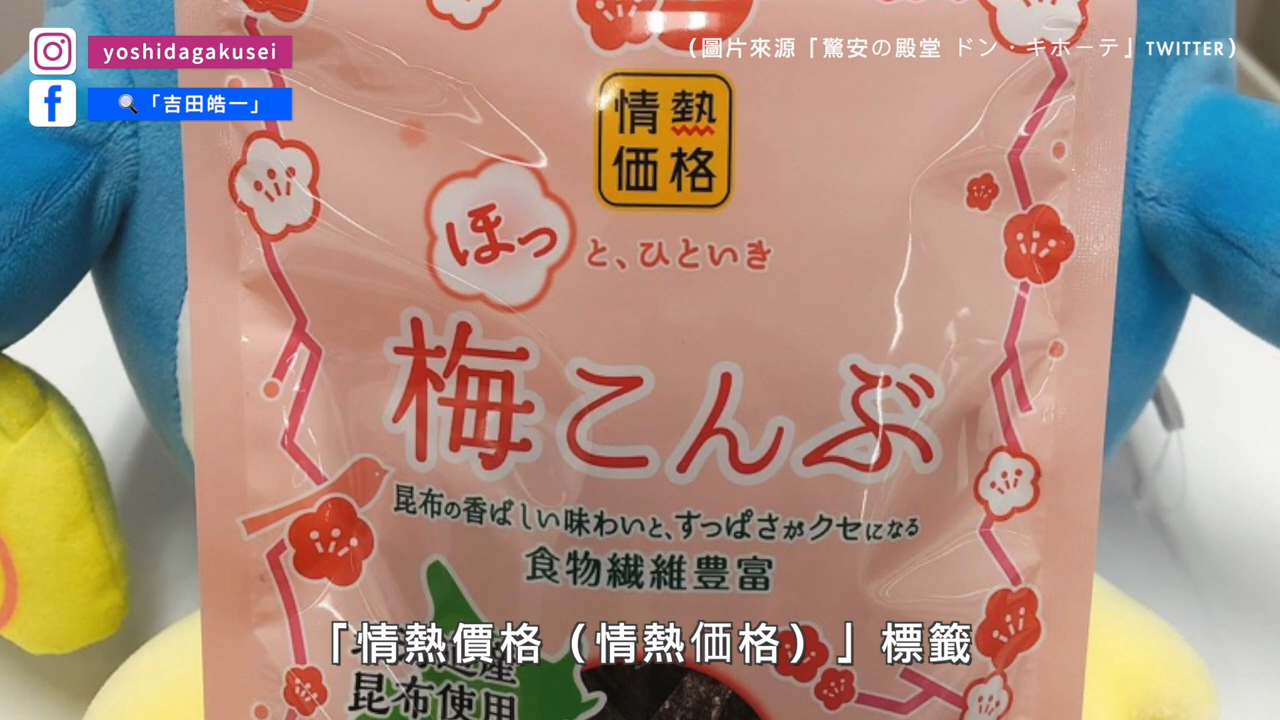 yoshidagakusei
「吉田皓一」
（圖片來源「驚安の殿堂 ドン・キホーテ」TWITTER）
情熱
価格
ほっと、ひといき
梅こんぶ
昆布の香ばしい味わいと、すっぱさがクセになる
食物繊維豊富
昆布使用
「情熱價格（情熱価格）」標籤